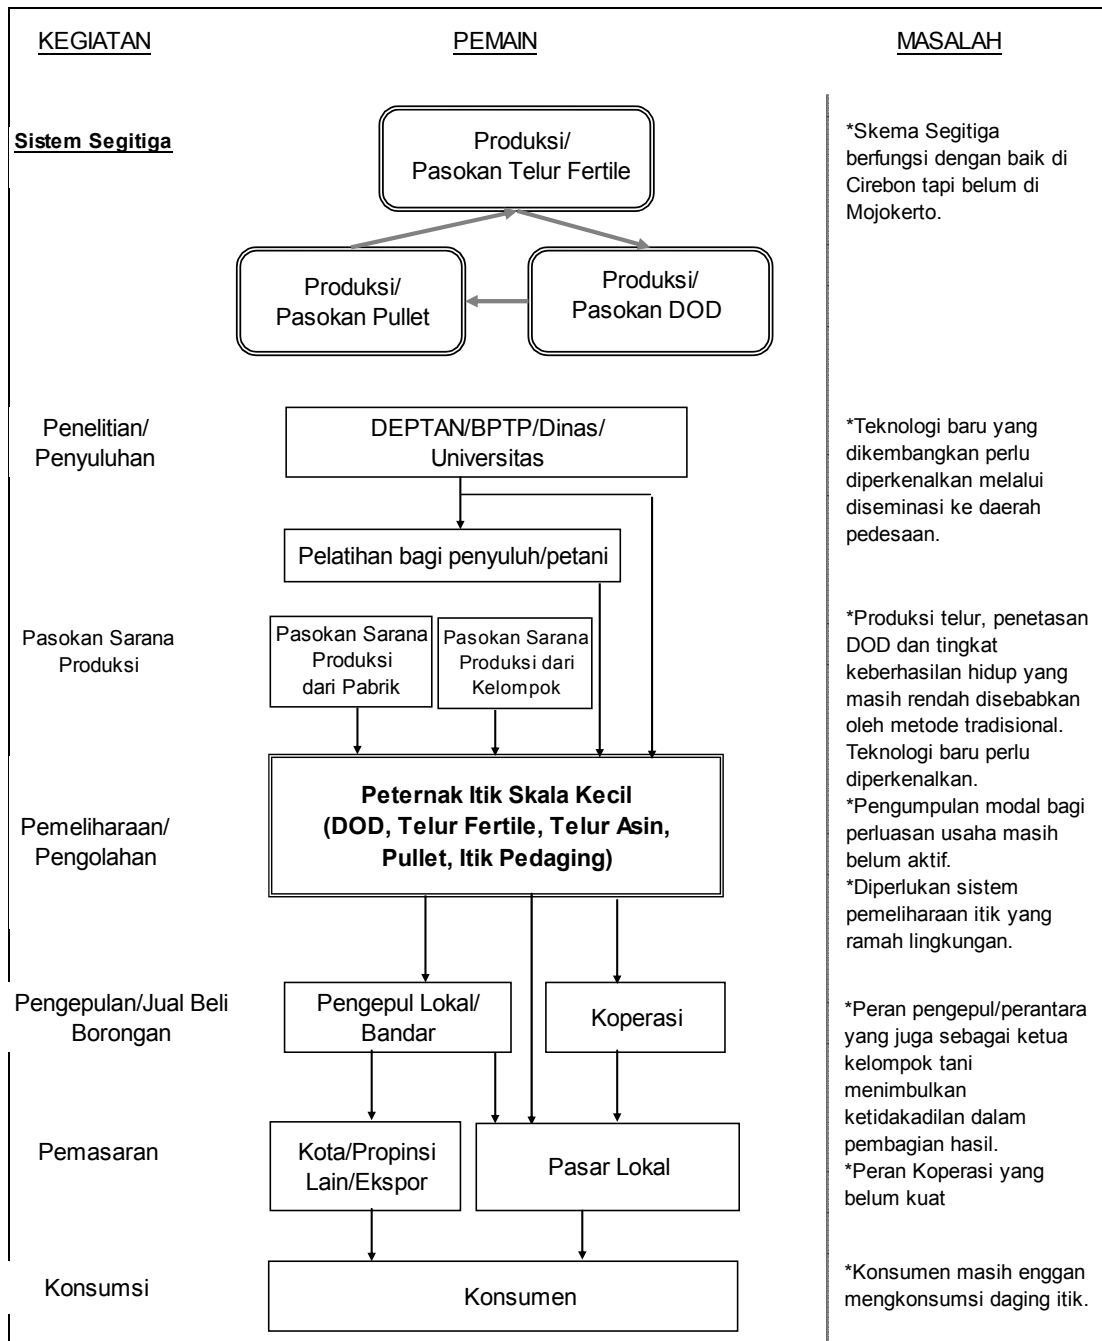 KEGIATAN
PEMAIN
MASALAH
Sistem Segitiga
Produksi/
Pasokan Telur Fertile
*Skema Segitiga
berfungsi dengan baik di
Cirebon tapi belum di
Mojokerto.
Produksi/
Pasokan Pullet
Produksi/
Pasokan DOD
Penelitian/
Penyuluhan
DEPTAN/BPTP/Dinas/
Universitas
*Teknologi baru yang
dikembangkan perlu
diperkenalkan melalui
diseminasi ke daerah
pedesaan.
Pelatihan bagi penyuluh/petani
Pasokan Sarana
Produksi
Pasokan Sarana
Produksi
dari Pabrik
Pasokan Sarana
Produksi dari
Kelompok
*Produksi telur, penetasan
DOD dan tingkat
keberhasilan hidup yang
masih rendah disebabkan
oleh metode tradisional.
Teknologi baru perlu
diperkenalkan.
*Pengumpulan modal bagi
perluasan usaha masih
belum aktif.
*Diperlukan sistem
pemeliharaan itik yang
ramah lingkungan.
Pemeliharaan/
Pengolahan
Peternak Itik Skala Kecil
(DOD, Telur Fertile, Telur Asin,
Pullet, Itik Pedaging)
Pengepulan/Jual Beli
Borongan
Pengepul Lokal/
Bandar
Koperasi
*Peran pengepul/perantara
yang juga sebagai ketua
kelompok tani
menimbulkan
ketidakadilan dalam
pembagian hasil.
*Peran Koperasi yang
belum kuat
Pemasaran
Kota/Propinsi
Lain/Ekspor
Pasar Lokal
Konsumsi
Konsumen
*Konsumen masih enggan
mengkonsumsi daging itik.